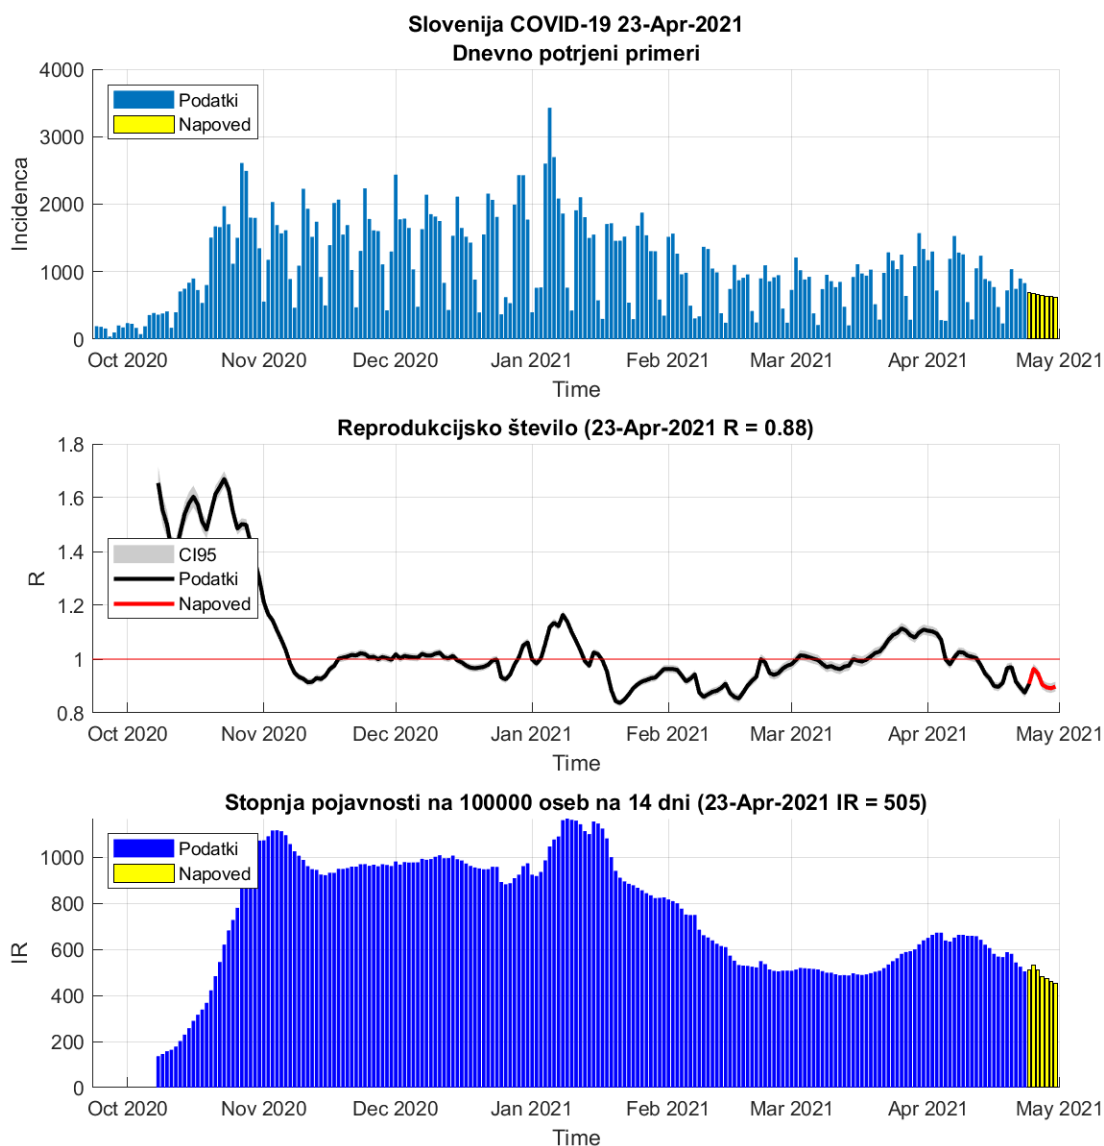 Slovenija COVID-19 23-Apr-2021
Dnevno potrjeni primeri
4000
3000
2000
1000
0
Incidenca
Podatki
Napoved
Oct 2020 Nov 2020 Dec 2020 Jan 2021 Feb 2021 Mar 2021 Apr 2021 May 2021
Time
Reprodukcijsko število (23-Apr-2021 R = 0.88)
1.8
1.6
1.4
1.2
1
0.8
R
CI95
Podatki
Napoved
Oct 2020 Nov 2020 Dec 2020 Jan 2021 Feb 2021 Mar 2021 Apr 2021 May 2021
Time
Stopnja pojavnosti na 100000 oseb na 14 dni (23-Apr-2021 IR = 505)
1000
800
600
400
200
0
IR
Podatki
Napoved
Oct 2020 Nov 2020 Dec 2020 Jan 2021 Feb 2021 Mar 2021 Apr 2021 May 2021
Time